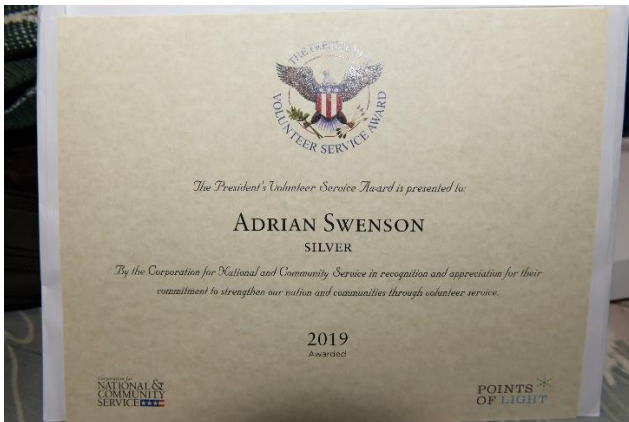 THE PRESIDENT'S
VOLUNTEER SERVICE AWARD
The President's Volunteer Service Award is presented to:
ADRIAN SWENSON
SILVER
By the Corporation for National and Community Service in recognition and appreciation for their
commitment to strengthen our nation and communities through volunteer service.
2019
Awarded
Corporation for
NATIONAL &
COMMUNITY
SERVICE
POINTS
OF LIGHT